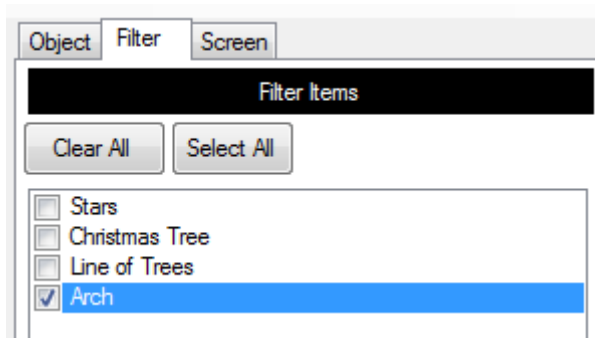 Object Filter Screen
Filter Items
Clear All Select All
Stars
Christmas Tree
Line of Trees
Arch